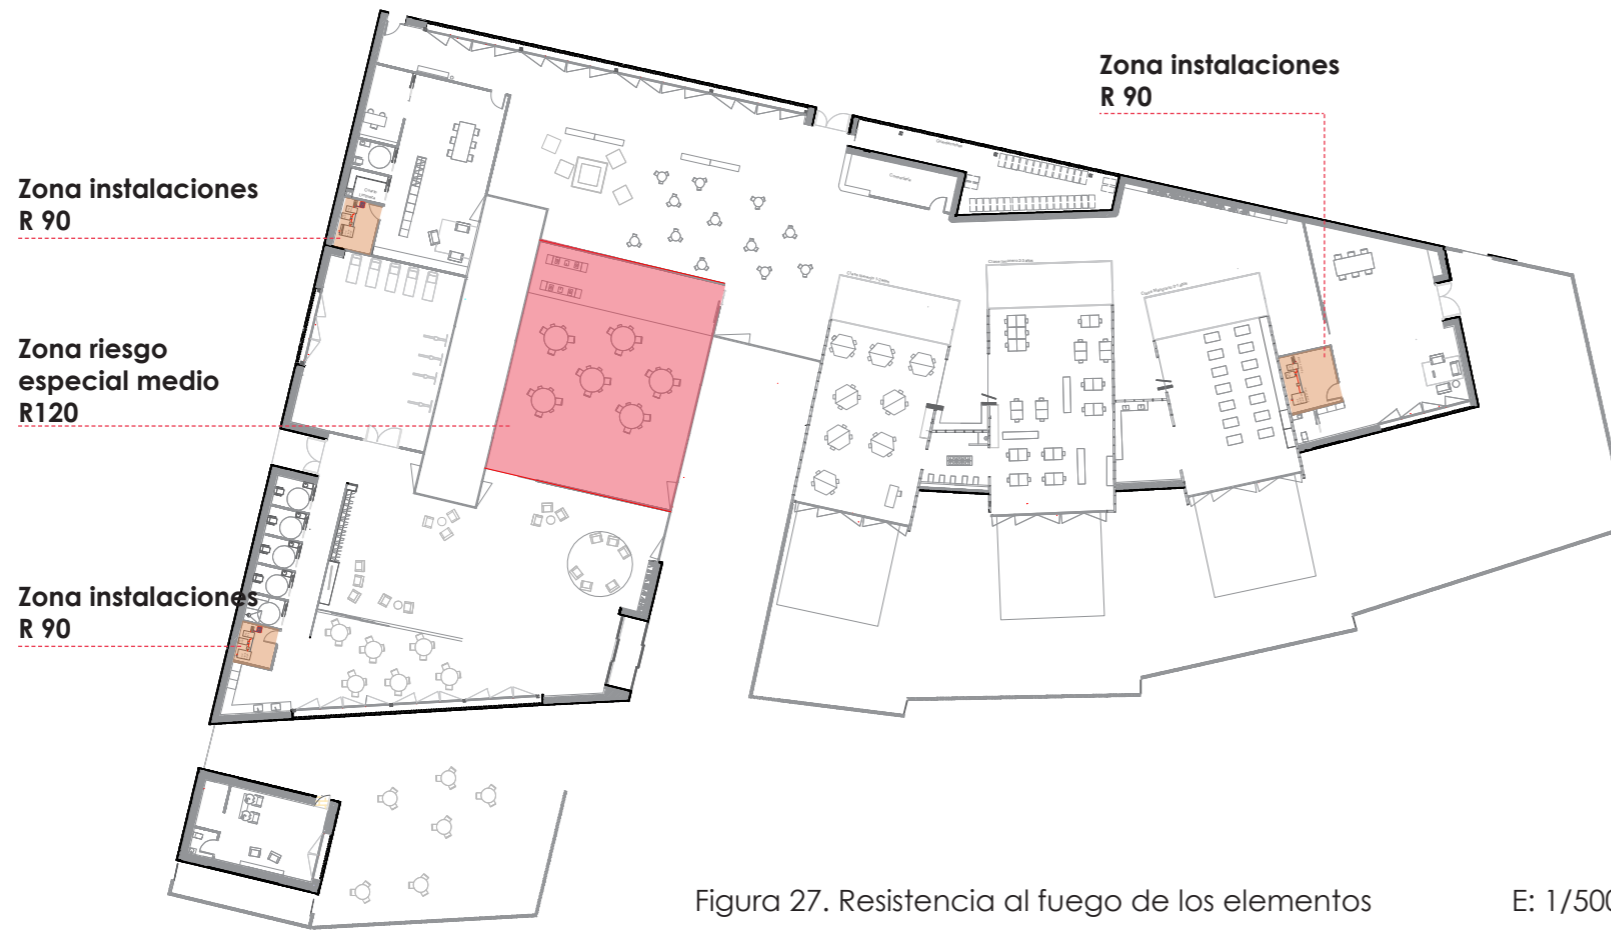 Zona instalaciones
R 90
Zona instalaciones
R 90
Zona riesgo
especial medio
R120
Zona instalaciones
R 90
Figura 27. Resistencia al fuego de los elementos
E: 1/500